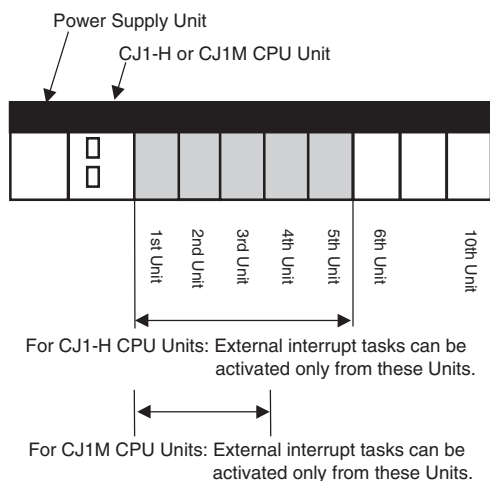 Power Supply Unit
CJ1-H or CJ1M CPU Unit
1st Unit
2nd Unit
3rd Unit
4th Unit
5th Unit
6th Unit
10th Unit
For CJ1-H CPU Units: External interrupt tasks can be
activated only from these Units.
For CJ1M CPU Units: External interrupt tasks can be
activated only from these Units.